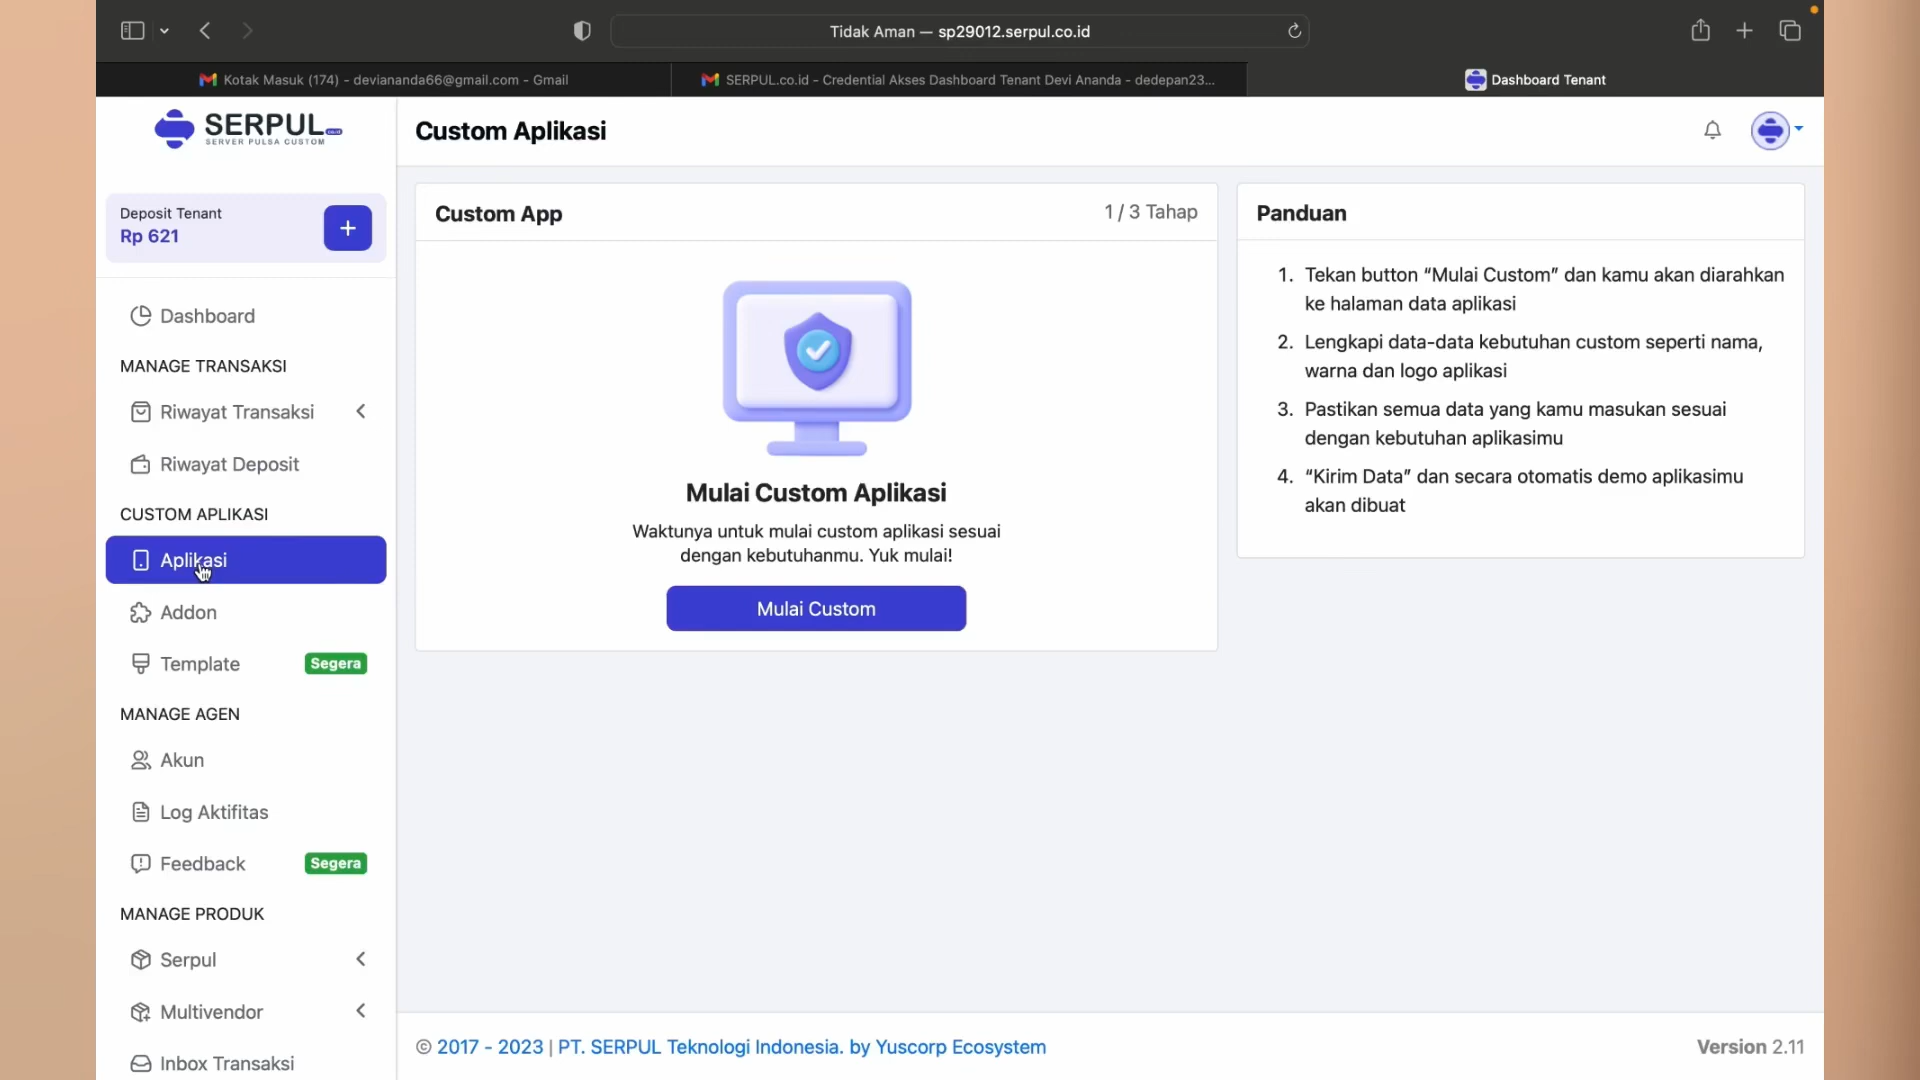 Tidak Aman — sp29012.serpul.co.id
Kotak Masuk (174) - deviananda66@gmail.com - Gmail
SERPUL.co.id - Credential Akses Dashboard Tenant Devi Ananda - dedepan23...
Dashboard Tenant
SERPUL.co.id
SERVER PULSA CUSTOM
Deposit Tenant
Rp 621
Dashboard
MANAGE TRANSAKSI
Riwayat Transaksi
Riwayat Deposit
CUSTOM APLIKASI
Aplikasi
Addon
Template Segera
MANAGE AGEN
Akun
Log Aktifitas
Feedback Segera
MANAGE PRODUK
Serpul
Multivendor
Inbox Transaksi
Custom Aplikasi
Custom App 1 / 3 Tahap
Mulai Custom Aplikasi
Waktunya untuk mulai custom aplikasi sesuai
dengan kebutuhanmu. Yuk mulai!
Mulai Custom
Panduan
1. Tekan button “Mulai Custom” dan kamu akan diarahkan
ke halaman data aplikasi
2. Lengkapi data-data kebutuhan custom seperti nama,
warna dan logo aplikasi
3. Pastikan semua data yang kamu masukan sesuai
dengan kebutuhan aplikasimu
4. “Kirim Data” dan secara otomatis demo aplikasimu
akan dibuat
© 2017 - 2023 | PT. SERPUL Teknologi Indonesia. by Yuscorp Ecosystem
Version 2.11